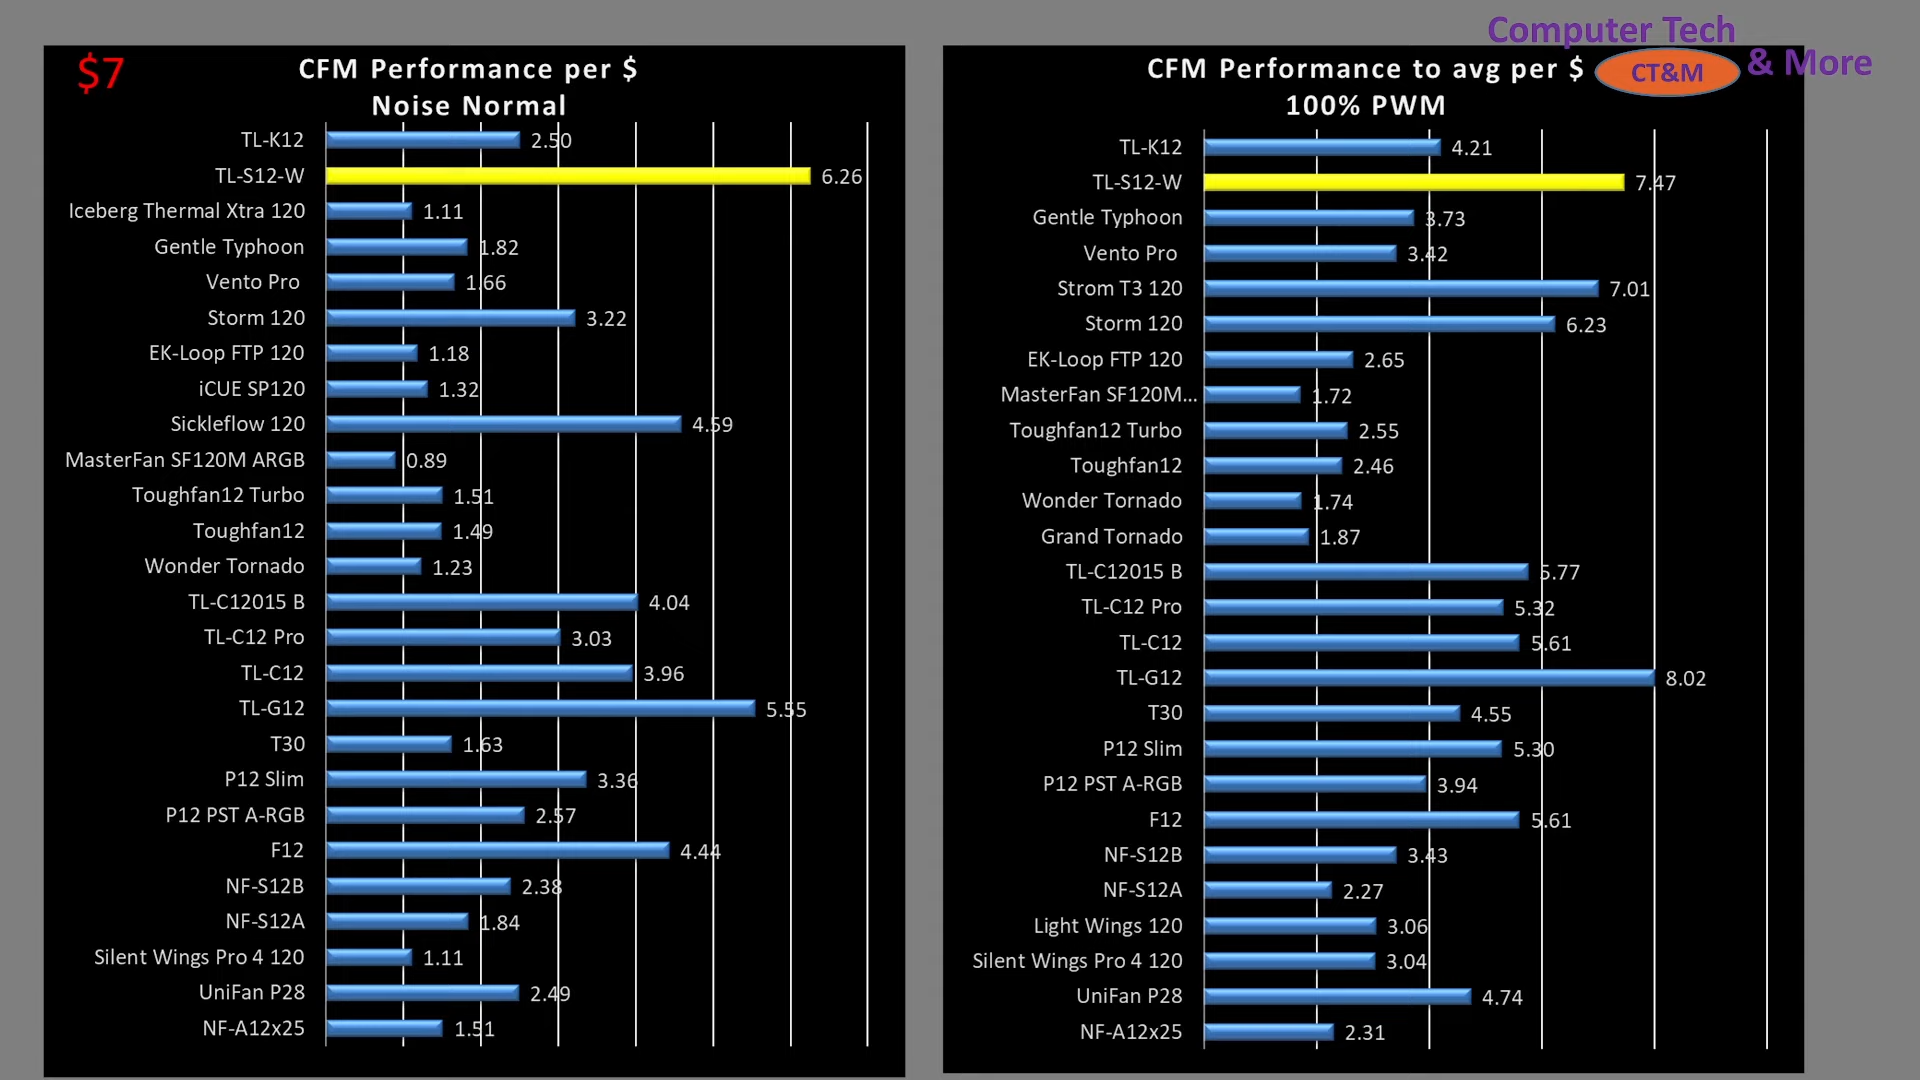 Computer Tech
CT&M
& More
$7
CFM Performance per $
Noise Normal
TL-K12 2.50
TL-S12-W 6.26
Iceberg Thermal Xtra 120 1.11
Gentle Typhoon 1.82
Vento Pro 1.66
Storm 120 3.22
EK-Loop FTP 120 1.18
iCUE SP120 1.32
Sickleflow 120 4.59
MasterFan SF120M ARGB 0.89
Toughfan12 Turbo 1.51
Toughfan12 1.49
Wonder Tornado 1.23
TL-C12015 B 4.04
TL-C12 Pro 3.03
TL-C12 3.96
TL-G12 5.55
T30 1.63
P12 Slim 3.36
P12 PST A-RGB 2.57
F12 4.44
NF-S12B 2.38
NF-S12A 1.84
Silent Wings Pro 4 120 1.11
UniFan P28 2.49
NF-A12x25 1.51
CFM Performance to avg per $
100% PWM
TL-K12 4.21
TL-S12-W 7.47
Gentle Typhoon 3.73
Vento Pro 3.42
Strom T3 120 7.01
Storm 120 6.23
EK-Loop FTP 120 2.65
MasterFan SF120M... 1.72
Toughfan12 Turbo 2.55
Toughfan12 2.46
Wonder Tornado 1.74
Grand Tornado 1.87
TL-C12015 B 5.77
TL-C12 Pro 5.32
TL-C12 5.61
TL-G12 8.02
T30 4.55
P12 Slim 5.30
P12 PST A-RGB 3.94
F12 5.61
NF-S12B 3.43
NF-S12A 2.27
Light Wings 120 3.06
Silent Wings Pro 4 120 3.04
UniFan P28 4.74
NF-A12x25 2.31